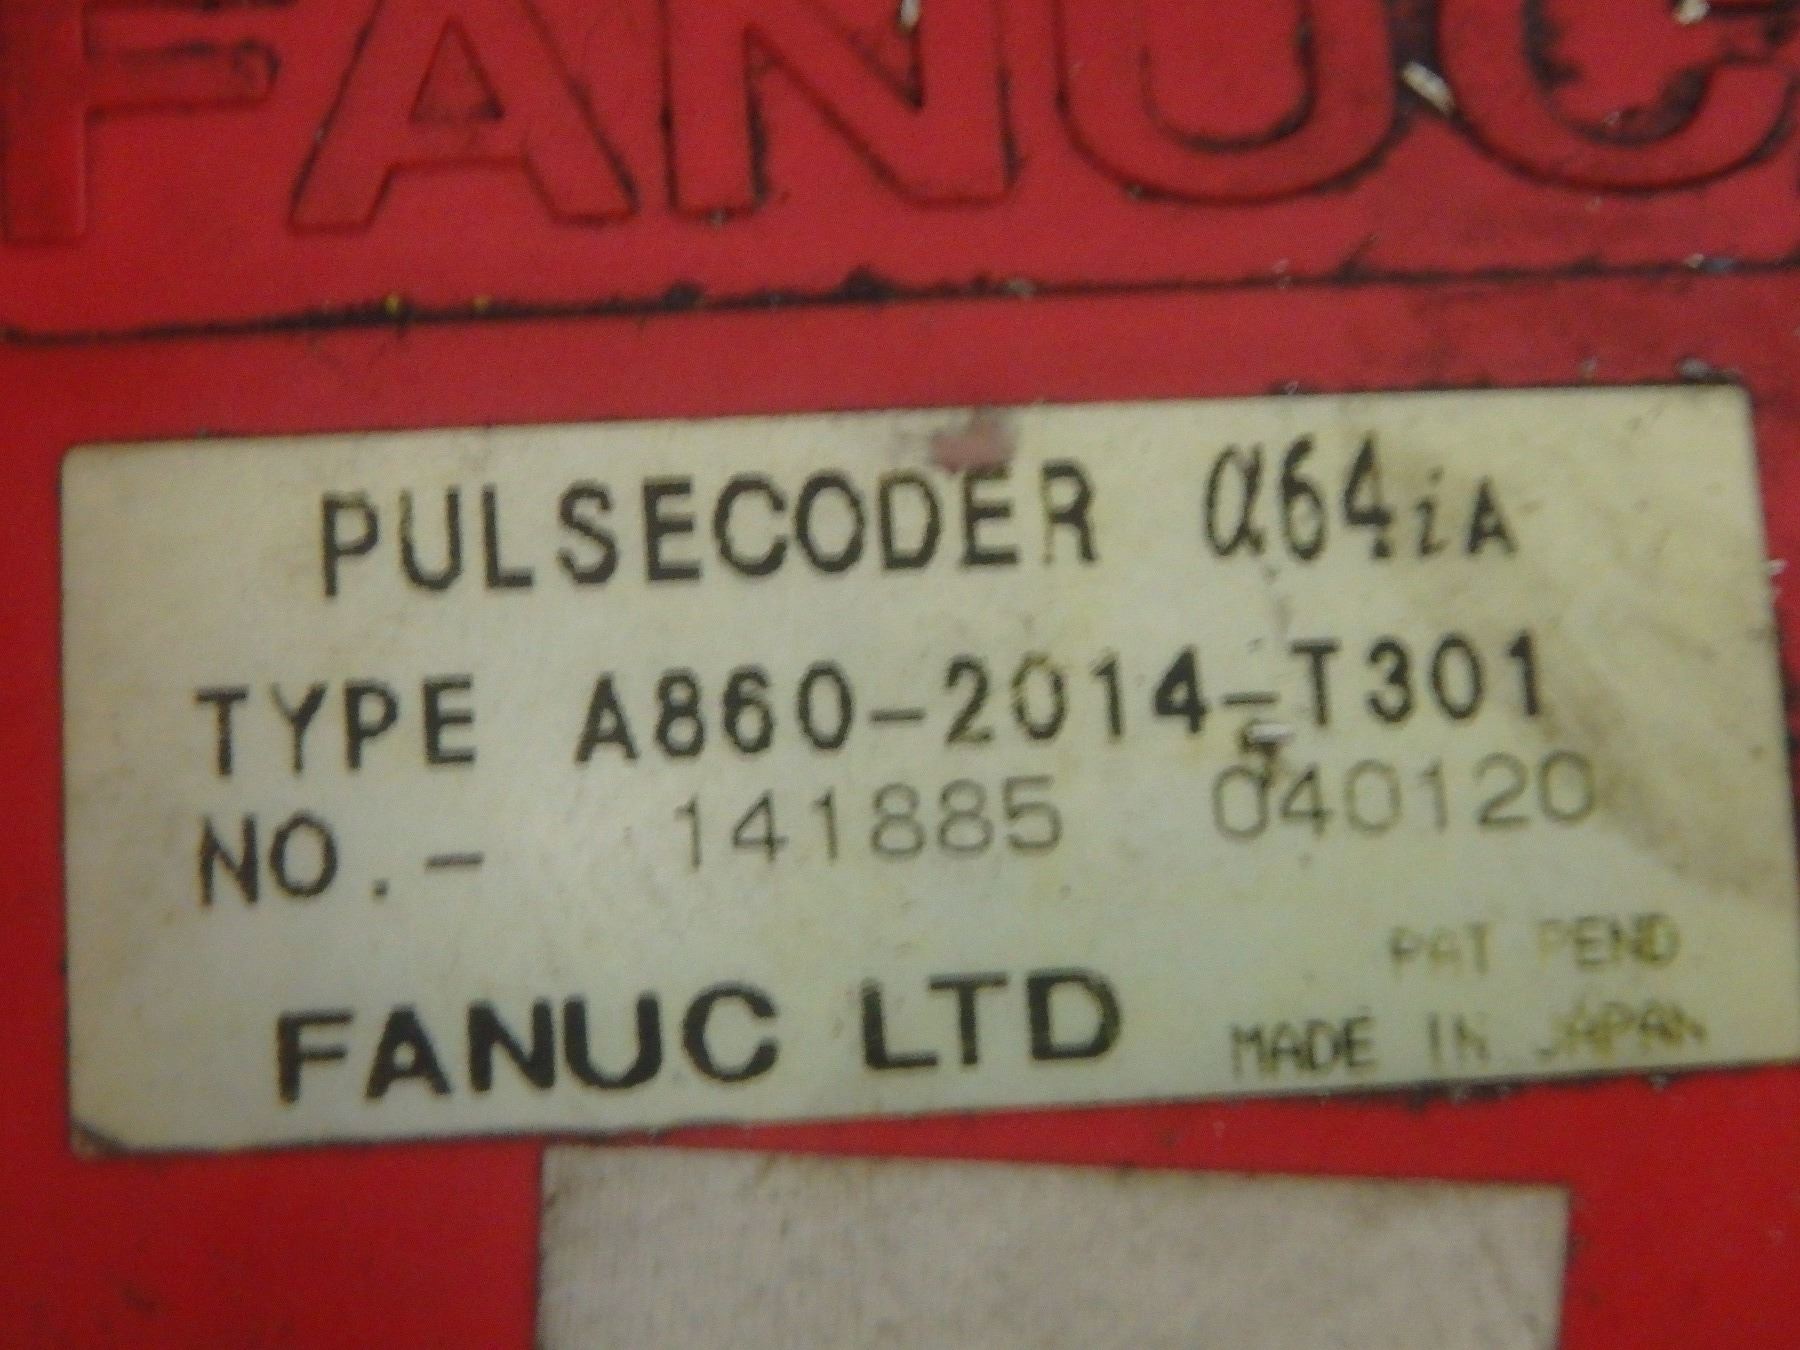 FANUC
PULSECODER α64iA
TYPE A860-2014-T301
NO.- 141885 040120
PAT PEND
FANUC LTD MADE IN JAPAN